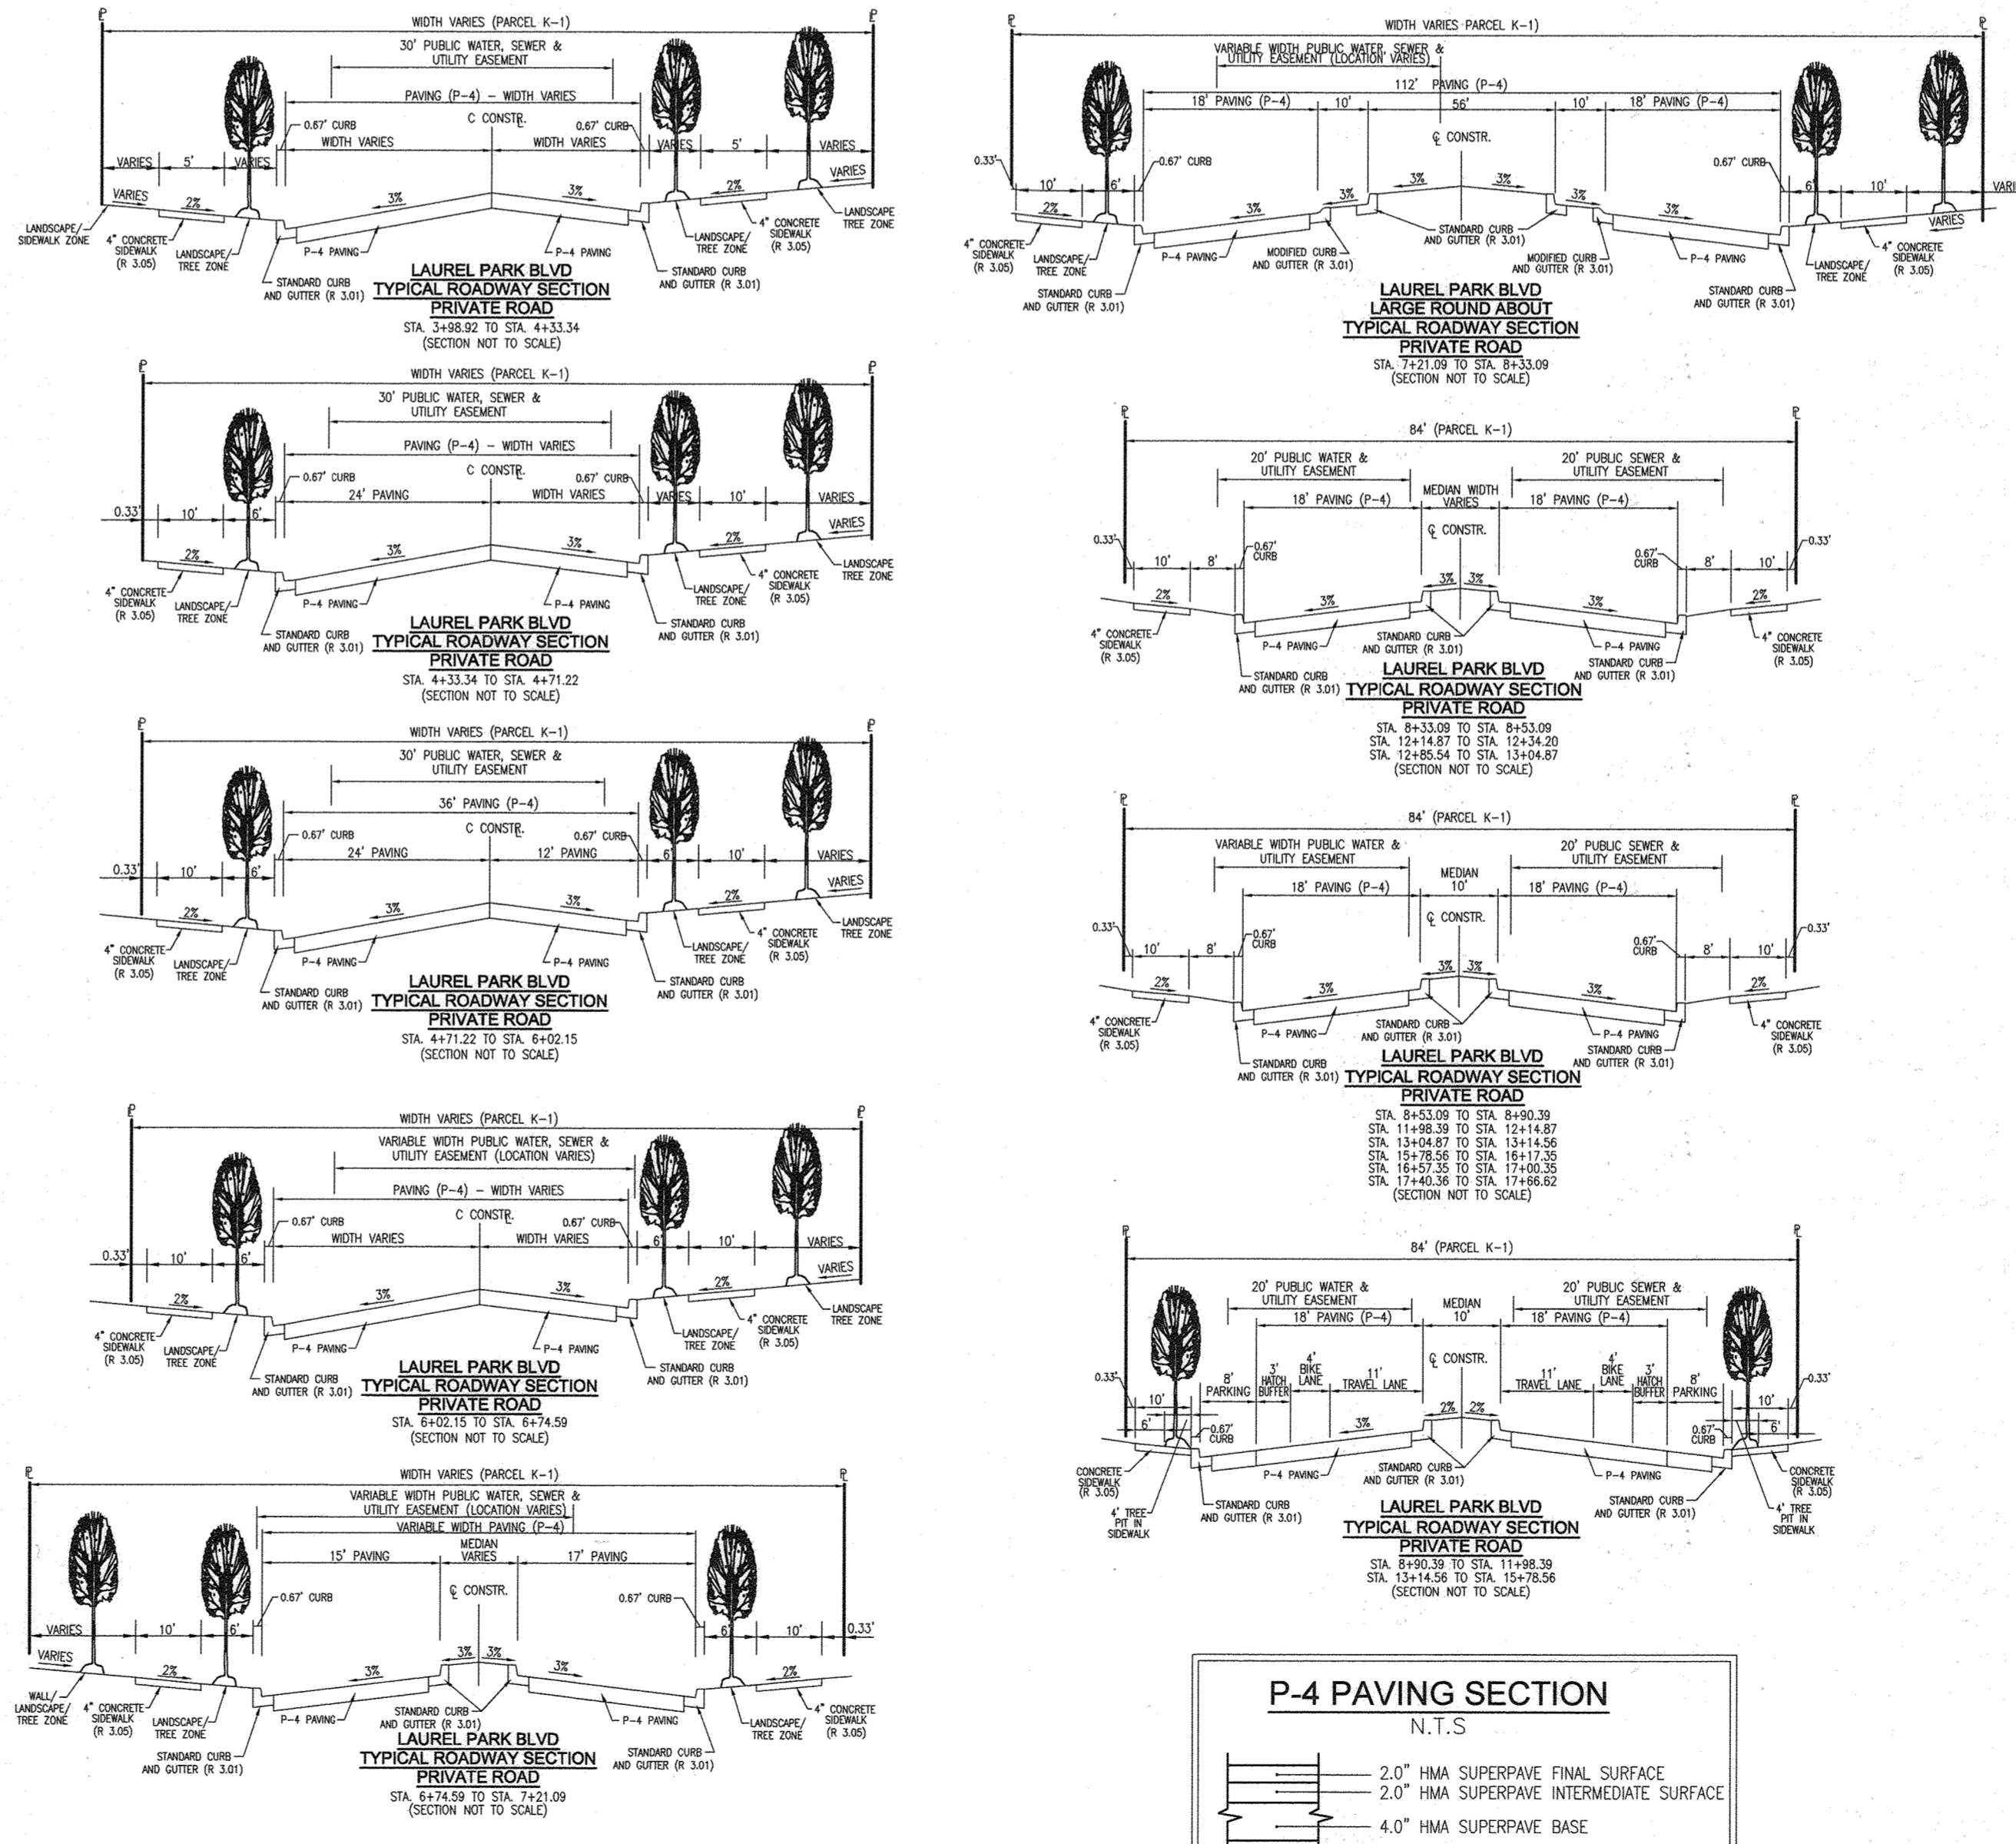 WIDTH VARIES (PARCEL K-1)
30' PUBLIC WATER, SEWER &
UTILITY EASEMENT
PAVING (P-4) – WIDTH VARIES
0.67' CURB
C CONSTR.
0.67' CURB
WIDTH VARIES
WIDTH VARIES
VARIES
5'
VARIES
VARIES
5'
VARIES
VARIES
VARIES
2%
3%
3%
2%
LANDSCAPE/
SIDEWALK ZONE
4" CONCRETE
SIDEWALK
(R 3.05)
LANDSCAPE/
TREE ZONE
P-4 PAVING
P-4 PAVING
LANDSCAPE/
TREE ZONE
4" CONCRETE
SIDEWALK
(R 3.05)
LANDSCAPE
TREE ZONE
STANDARD CURB
AND GUTTER (R 3.01)
STANDARD CURB
AND GUTTER (R 3.01)
LAUREL PARK BLVD
TYPICAL ROADWAY SECTION
PRIVATE ROAD
STA. 3+98.92 TO STA. 4+33.34
(SECTION NOT TO SCALE)
WIDTH VARIES (PARCEL K-1)
30' PUBLIC WATER, SEWER &
UTILITY EASEMENT
PAVING (P-4) – WIDTH VARIES
0.67' CURB
C CONSTR.
0.67' CURB
24' PAVING
WIDTH VARIES
0.33'
10'
6'
VARIES
10'
VARIES
VARIES
2%
3%
3%
2%
4" CONCRETE
SIDEWALK
(R 3.05)
LANDSCAPE/
TREE ZONE
P-4 PAVING
P-4 PAVING
LANDSCAPE/
TREE ZONE
4" CONCRETE
SIDEWALK
(R 3.05)
LANDSCAPE
TREE ZONE
STANDARD CURB
AND GUTTER (R 3.01)
STANDARD CURB
AND GUTTER (R 3.01)
LAUREL PARK BLVD
TYPICAL ROADWAY SECTION
PRIVATE ROAD
STA. 4+33.34 TO STA. 4+71.22
(SECTION NOT TO SCALE)
WIDTH VARIES (PARCEL K-1)
30' PUBLIC WATER, SEWER &
UTILITY EASEMENT
36' PAVING (P-4)
0.67' CURB
C CONSTR.
0.67' CURB
24' PAVING
12' PAVING
0.33'
10'
6'
6'
10'
VARIES
VARIES
2%
3%
3%
2%
4" CONCRETE
SIDEWALK
(R 3.05)
LANDSCAPE/
TREE ZONE
P-4 PAVING
P-4 PAVING
LANDSCAPE/
TREE ZONE
4" CONCRETE
SIDEWALK
(R 3.05)
LANDSCAPE
TREE ZONE
STANDARD CURB
AND GUTTER (R 3.01)
STANDARD CURB
AND GUTTER (R 3.01)
LAUREL PARK BLVD
TYPICAL ROADWAY SECTION
PRIVATE ROAD
STA. 4+71.22 TO STA. 6+02.15
(SECTION NOT TO SCALE)
WIDTH VARIES (PARCEL K-1)
VARIABLE WIDTH PUBLIC WATER, SEWER &
UTILITY EASEMENT (LOCATION VARIES)
PAVING (P-4) – WIDTH VARIES
0.67' CURB
C CONSTR.
0.67' CURB
WIDTH VARIES
WIDTH VARIES
0.33'
10'
6'
6'
10'
VARIES
VARIES
2%
3%
3%
2%
4" CONCRETE
SIDEWALK
(R 3.05)
LANDSCAPE/
TREE ZONE
P-4 PAVING
P-4 PAVING
LANDSCAPE/
TREE ZONE
4" CONCRETE
SIDEWALK
(R 3.05)
LANDSCAPE
TREE ZONE
STANDARD CURB
AND GUTTER (R 3.01)
STANDARD CURB
AND GUTTER (R 3.01)
LAUREL PARK BLVD
TYPICAL ROADWAY SECTION
PRIVATE ROAD
STA. 6+02.15 TO STA. 6+74.59
(SECTION NOT TO SCALE)
WIDTH VARIES (PARCEL K-1)
VARIABLE WIDTH PUBLIC WATER, SEWER &
UTILITY EASEMENT (LOCATION VARIES)
VARIABLE WIDTH PAVING (P-4)
15' PAVING
MEDIAN
VARIES
17' PAVING
0.67' CURB
℄ CONSTR.
0.67' CURB
VARIES
10'
6'
6'
10'
0.33'
VARIES
2%
3%
3%
3%
3%
2%
WALL/
LANDSCAPE/
TREE ZONE
4" CONCRETE
SIDEWALK
(R 3.05)
LANDSCAPE/
TREE ZONE
P-4 PAVING
STANDARD CURB
AND GUTTER (R 3.01)
P-4 PAVING
LANDSCAPE/
TREE ZONE
4" CONCRETE
SIDEWALK
(R 3.05)
STANDARD CURB
AND GUTTER (R 3.01)
STANDARD CURB
AND GUTTER (R 3.01)
LAUREL PARK BLVD
TYPICAL ROADWAY SECTION
PRIVATE ROAD
STA. 6+74.59 TO STA. 7+21.09
(SECTION NOT TO SCALE)
WIDTH VARIES PARCEL K-1)
VARIABLE WIDTH PUBLIC WATER, SEWER &
UTILITY EASEMENT (LOCATION VARIES)
112' PAVING (P-4)
18' PAVING (P-4)
10'
56'
10'
18' PAVING (P-4)
℄ CONSTR.
0.33'
0.67' CURB
0.67' CURB
10'
6'
6'
10'
VARI
2%
3%
3%
3%
3%
3%
3%
VARIES
4" CONCRETE
SIDEWALK
(R 3.05)
LANDSCAPE/
TREE ZONE
P-4 PAVING
MODIFIED CURB
AND GUTTER (R 3.01)
STANDARD CURB
AND GUTTER (R 3.01)
MODIFIED CURB
AND GUTTER (R 3.01)
P-4 PAVING
LANDSCAPE/
TREE ZONE
4" CONCRETE
SIDEWALK
(R 3.05)
STANDARD CURB
AND GUTTER (R 3.01)
STANDARD CURB
AND GUTTER (R 3.01)
LAUREL PARK BLVD
LARGE ROUND ABOUT
TYPICAL ROADWAY SECTION
PRIVATE ROAD
STA. 7+21.09 TO STA. 8+33.09
(SECTION NOT TO SCALE)
84' (PARCEL K-1)
20' PUBLIC WATER &
UTILITY EASEMENT
20' PUBLIC SEWER &
UTILITY EASEMENT
18' PAVING (P-4)
MEDIAN WIDTH
VARIES
18' PAVING (P-4)
℄ CONSTR.
0.33'
10'
8'
0.67'
CURB
0.67'
CURB
8'
10'
0.33'
2%
3%
3%
3%
3%
2%
4" CONCRETE
SIDEWALK
(R 3.05)
P-4 PAVING
STANDARD CURB
AND GUTTER (R 3.01)
P-4 PAVING
4" CONCRETE
SIDEWALK
(R 3.05)
STANDARD CURB
AND GUTTER (R 3.01)
STANDARD CURB
AND GUTTER (R 3.01)
LAUREL PARK BLVD
TYPICAL ROADWAY SECTION
PRIVATE ROAD
STA. 8+33.09 TO STA. 8+53.09
STA. 12+14.87 TO STA. 12+34.20
STA. 12+85.54 TO STA. 13+04.87
(SECTION NOT TO SCALE)
84' (PARCEL K-1)
VARIABLE WIDTH PUBLIC WATER &
UTILITY EASEMENT
20' PUBLIC SEWER &
UTILITY EASEMENT
18' PAVING (P-4)
MEDIAN
10'
18' PAVING (P-4)
℄ CONSTR.
0.33'
10'
8'
0.67'
CURB
0.67'
CURB
8'
10'
0.33'
2%
3%
3%
3%
3%
2%
4" CONCRETE
SIDEWALK
(R 3.05)
P-4 PAVING
STANDARD CURB
AND GUTTER (R 3.01)
P-4 PAVING
4" CONCRETE
SIDEWALK
(R 3.05)
STANDARD CURB
AND GUTTER (R 3.01)
STANDARD CURB
AND GUTTER (R 3.01)
LAUREL PARK BLVD
TYPICAL ROADWAY SECTION
PRIVATE ROAD
STA. 8+53.09 TO STA. 8+90.39
STA. 11+98.39 TO STA. 12+14.87
STA. 13+04.87 TO STA. 13+14.56
STA. 15+78.56 TO STA. 16+17.35
STA. 16+57.35 TO STA. 17+00.35
STA. 17+40.36 TO STA. 17+66.62
(SECTION NOT TO SCALE)
84' (PARCEL K-1)
20' PUBLIC WATER &
UTILITY EASEMENT
20' PUBLIC SEWER &
UTILITY EASEMENT
18' PAVING (P-4)
MEDIAN
10'
18' PAVING (P-4)
℄ CONSTR.
0.33'
8'
PARKING
3'
HATCH
BUFFER
4'
BIKE
LANE
11'
TRAVEL LANE
11'
TRAVEL LANE
4'
BIKE
LANE
3'
HATCH
BUFFER
8'
PARKING
0.33'
10'
6'
0.67'
CURB
3%
2%
2%
3%
0.67'
CURB
10'
6'
CONCRETE
SIDEWALK
(R 3.05)
4' TREE
PIT IN
SIDEWALK
STANDARD CURB
AND GUTTER (R 3.01)
P-4 PAVING
STANDARD CURB
AND GUTTER (R 3.01)
P-4 PAVING
STANDARD CURB
AND GUTTER (R 3.01)
CONCRETE
SIDEWALK
(R 3.05)
4' TREE
PIT IN
SIDEWALK
LAUREL PARK BLVD
TYPICAL ROADWAY SECTION
PRIVATE ROAD
STA. 8+90.39 TO STA. 11+98.39
STA. 13+14.56 TO STA. 15+78.56
(SECTION NOT TO SCALE)
P-4 PAVING SECTION
N.T.S
2.0" HMA SUPERPAVE FINAL SURFACE
2.0" HMA SUPERPAVE INTERMEDIATE SURFACE
4.0" HMA SUPERPAVE BASE